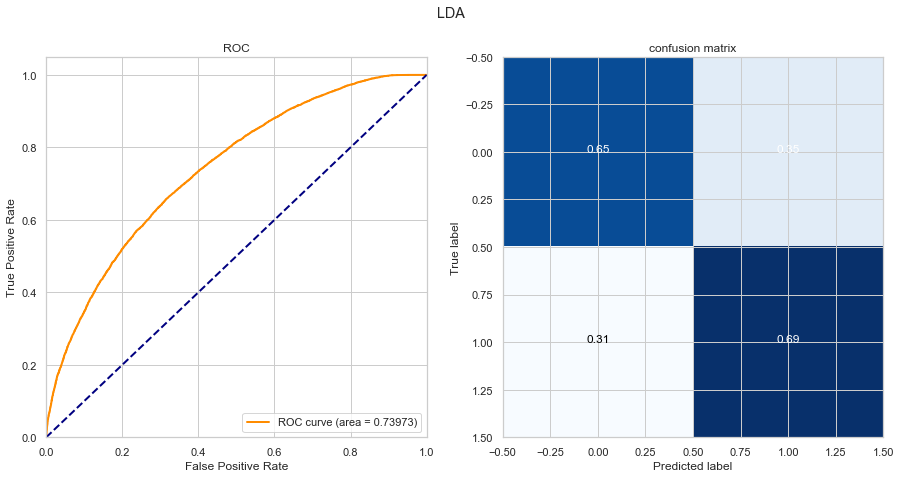 LDA
ROC
1.0
0.8
0.6
0.4
0.2
0.0
True Positive Rate
0.0 0.2 0.4 0.6 0.8 1.0
False Positive Rate
ROC curve (area = 0.73973)
confusion matrix
−0.50
−0.25
0.00
0.25
0.50
0.75
1.00
1.25
1.50
True label
0.65 0.35
0.31 0.69
−0.50 −0.25 0.00 0.25 0.50 0.75 1.00 1.25 1.50
Predicted label